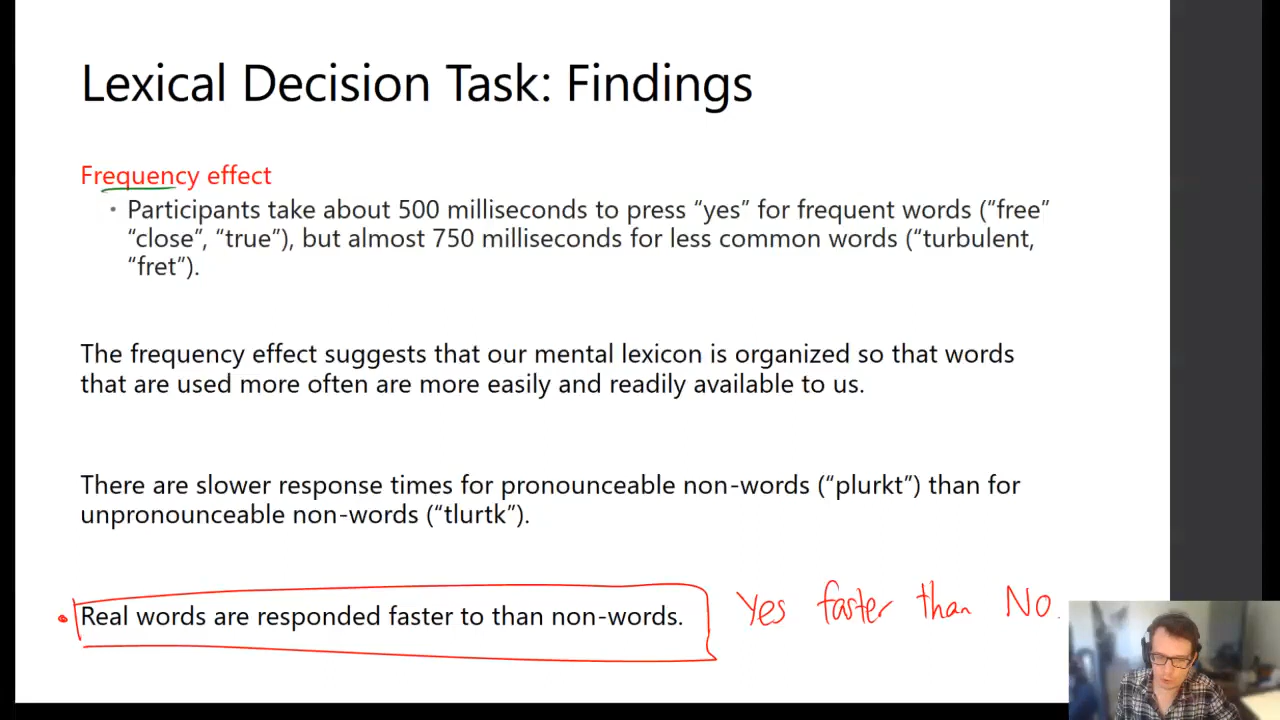 Lexical Decision Task: Findings
Frequency effect
• Participants take about 500 milliseconds to press “yes” for frequent words (“free”
“close”, “true”), but almost 750 milliseconds for less common words (“turbulent,
“fret”).
The frequency effect suggests that our mental lexicon is organized so that words
that are used more often are more easily and readily available to us.
There are slower response times for pronounceable non-words (“plurkt”) than for
unpronounceable non-words (“tlurtk”).
Real words are responded faster to than non-words.
Yes faster than No.